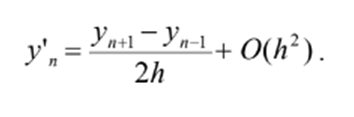 y'ₙ = (yₙ₊₁ − yₙ₋₁)/2h + O(h²).